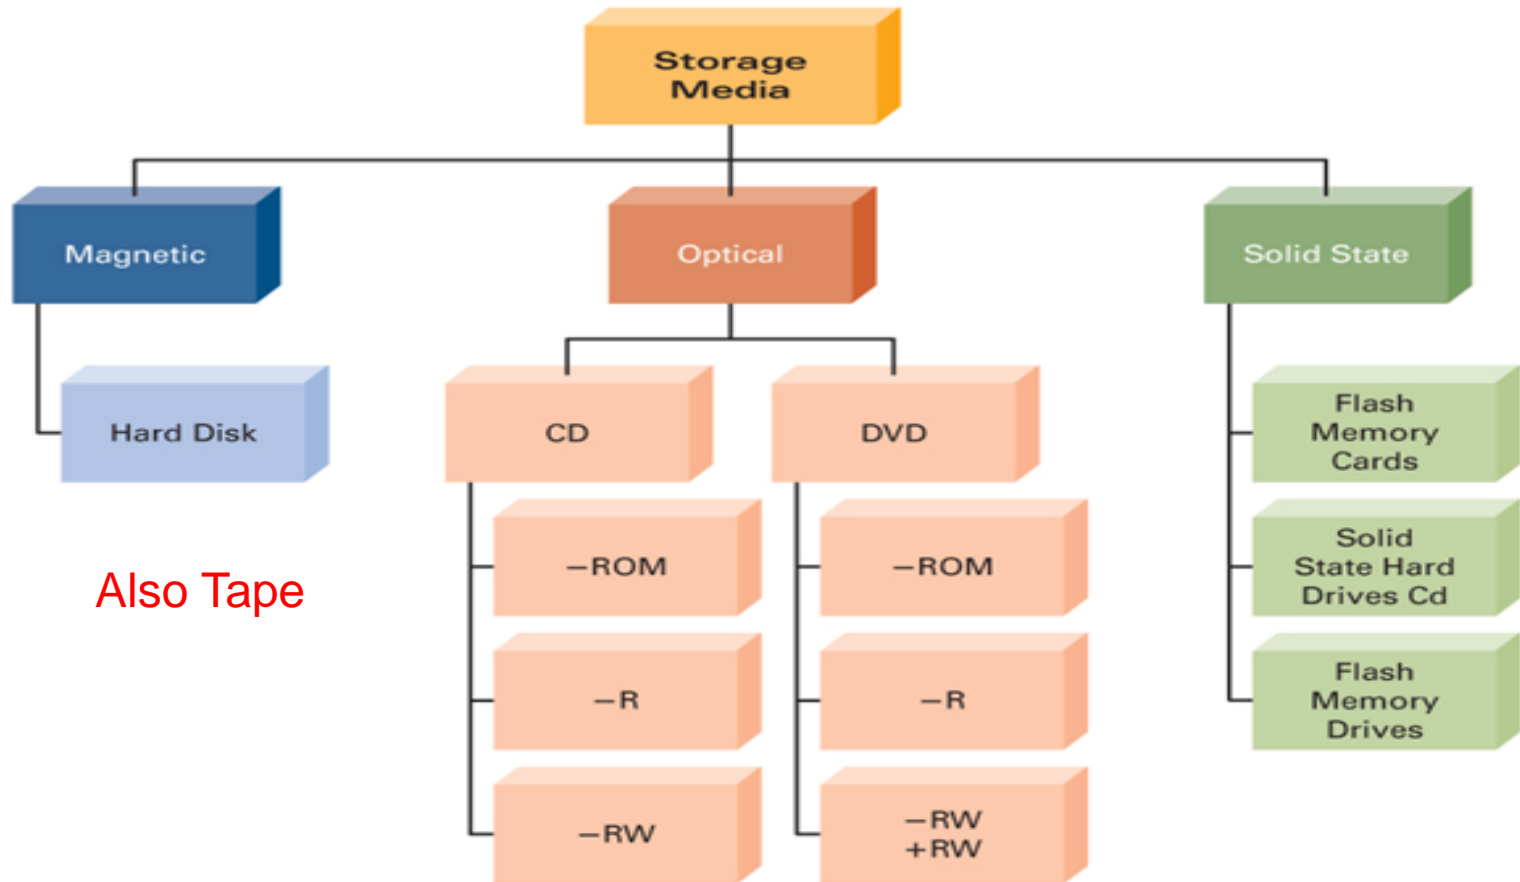 Storage
Media
Magnetic
Optical
Solid State
Hard Disk
CD
DVD
Flash
Memory
Cards
–ROM
–ROM
Solid
State Hard
Drives Cd
Also Tape
–R
–R
Flash
Memory
Drives
–RW
–RW
+RW